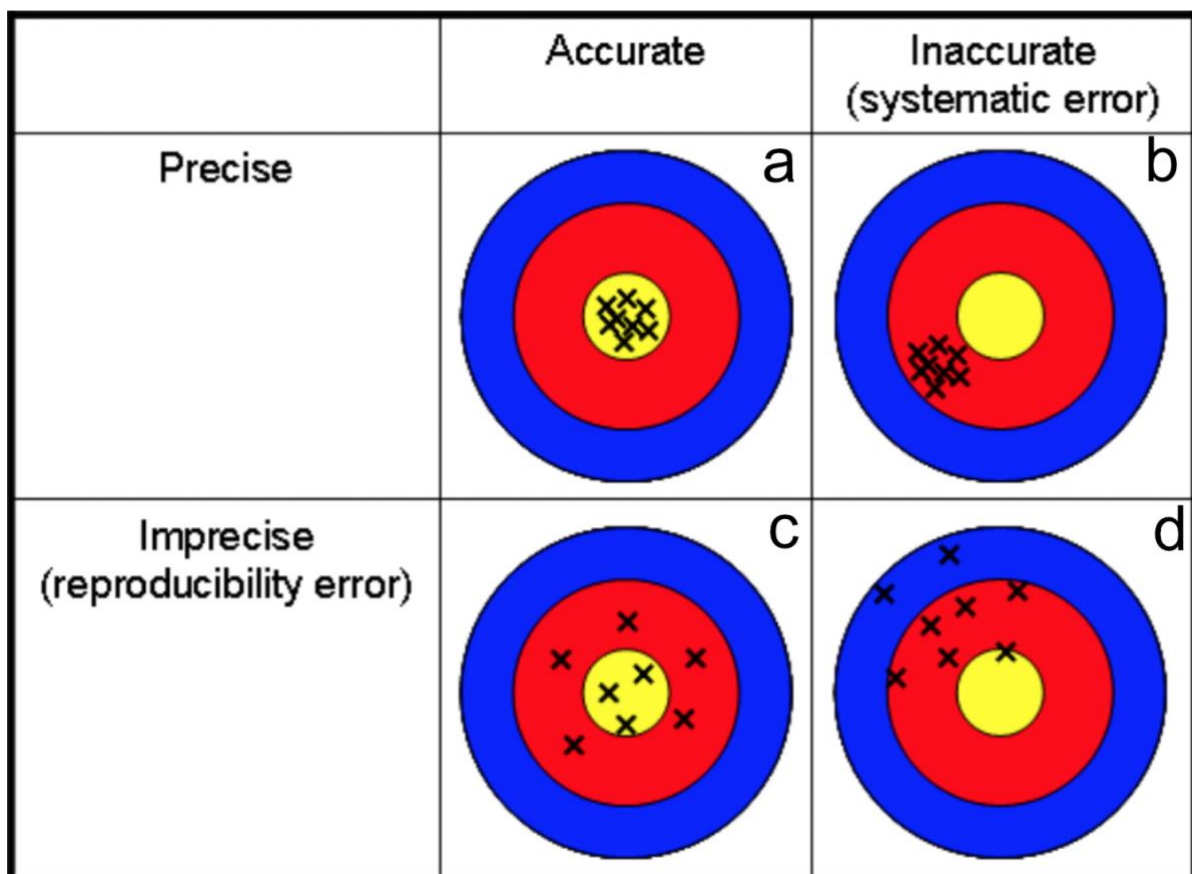 Accurate
Inaccurate
(systematic error)
Precise
a
b
Imprecise
(reproducibility error)
c
d